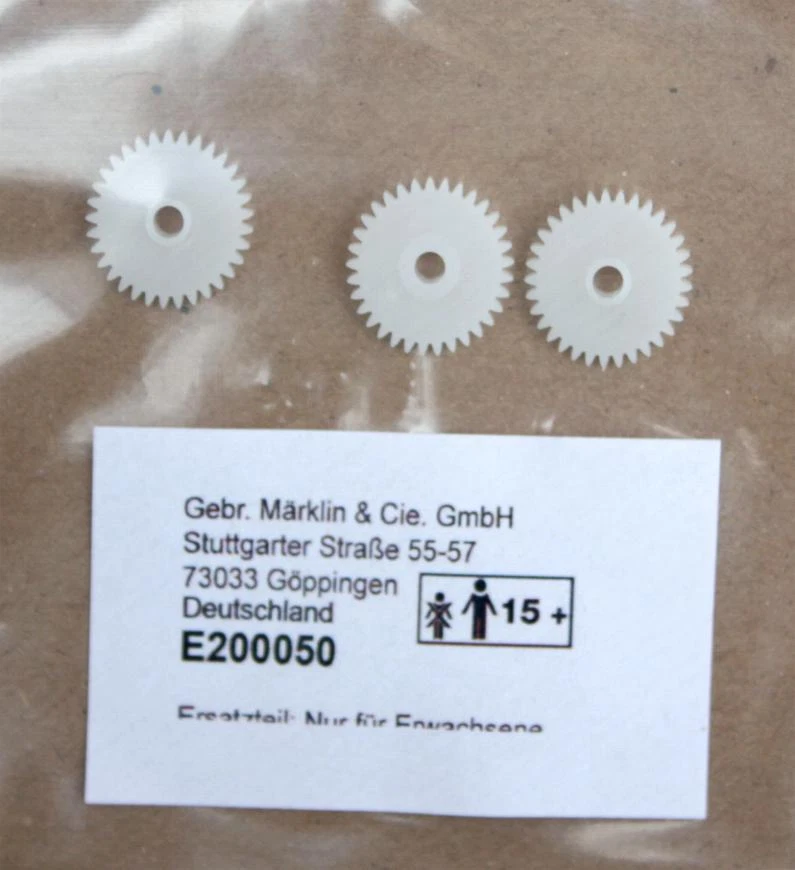 Gebr. Märklin & Cie. GmbH
Stuttgarter Straße 55-57
73033 Göppingen
Deutschland
15 +
E200050
Ersatzteil: Nur für Erwachsene